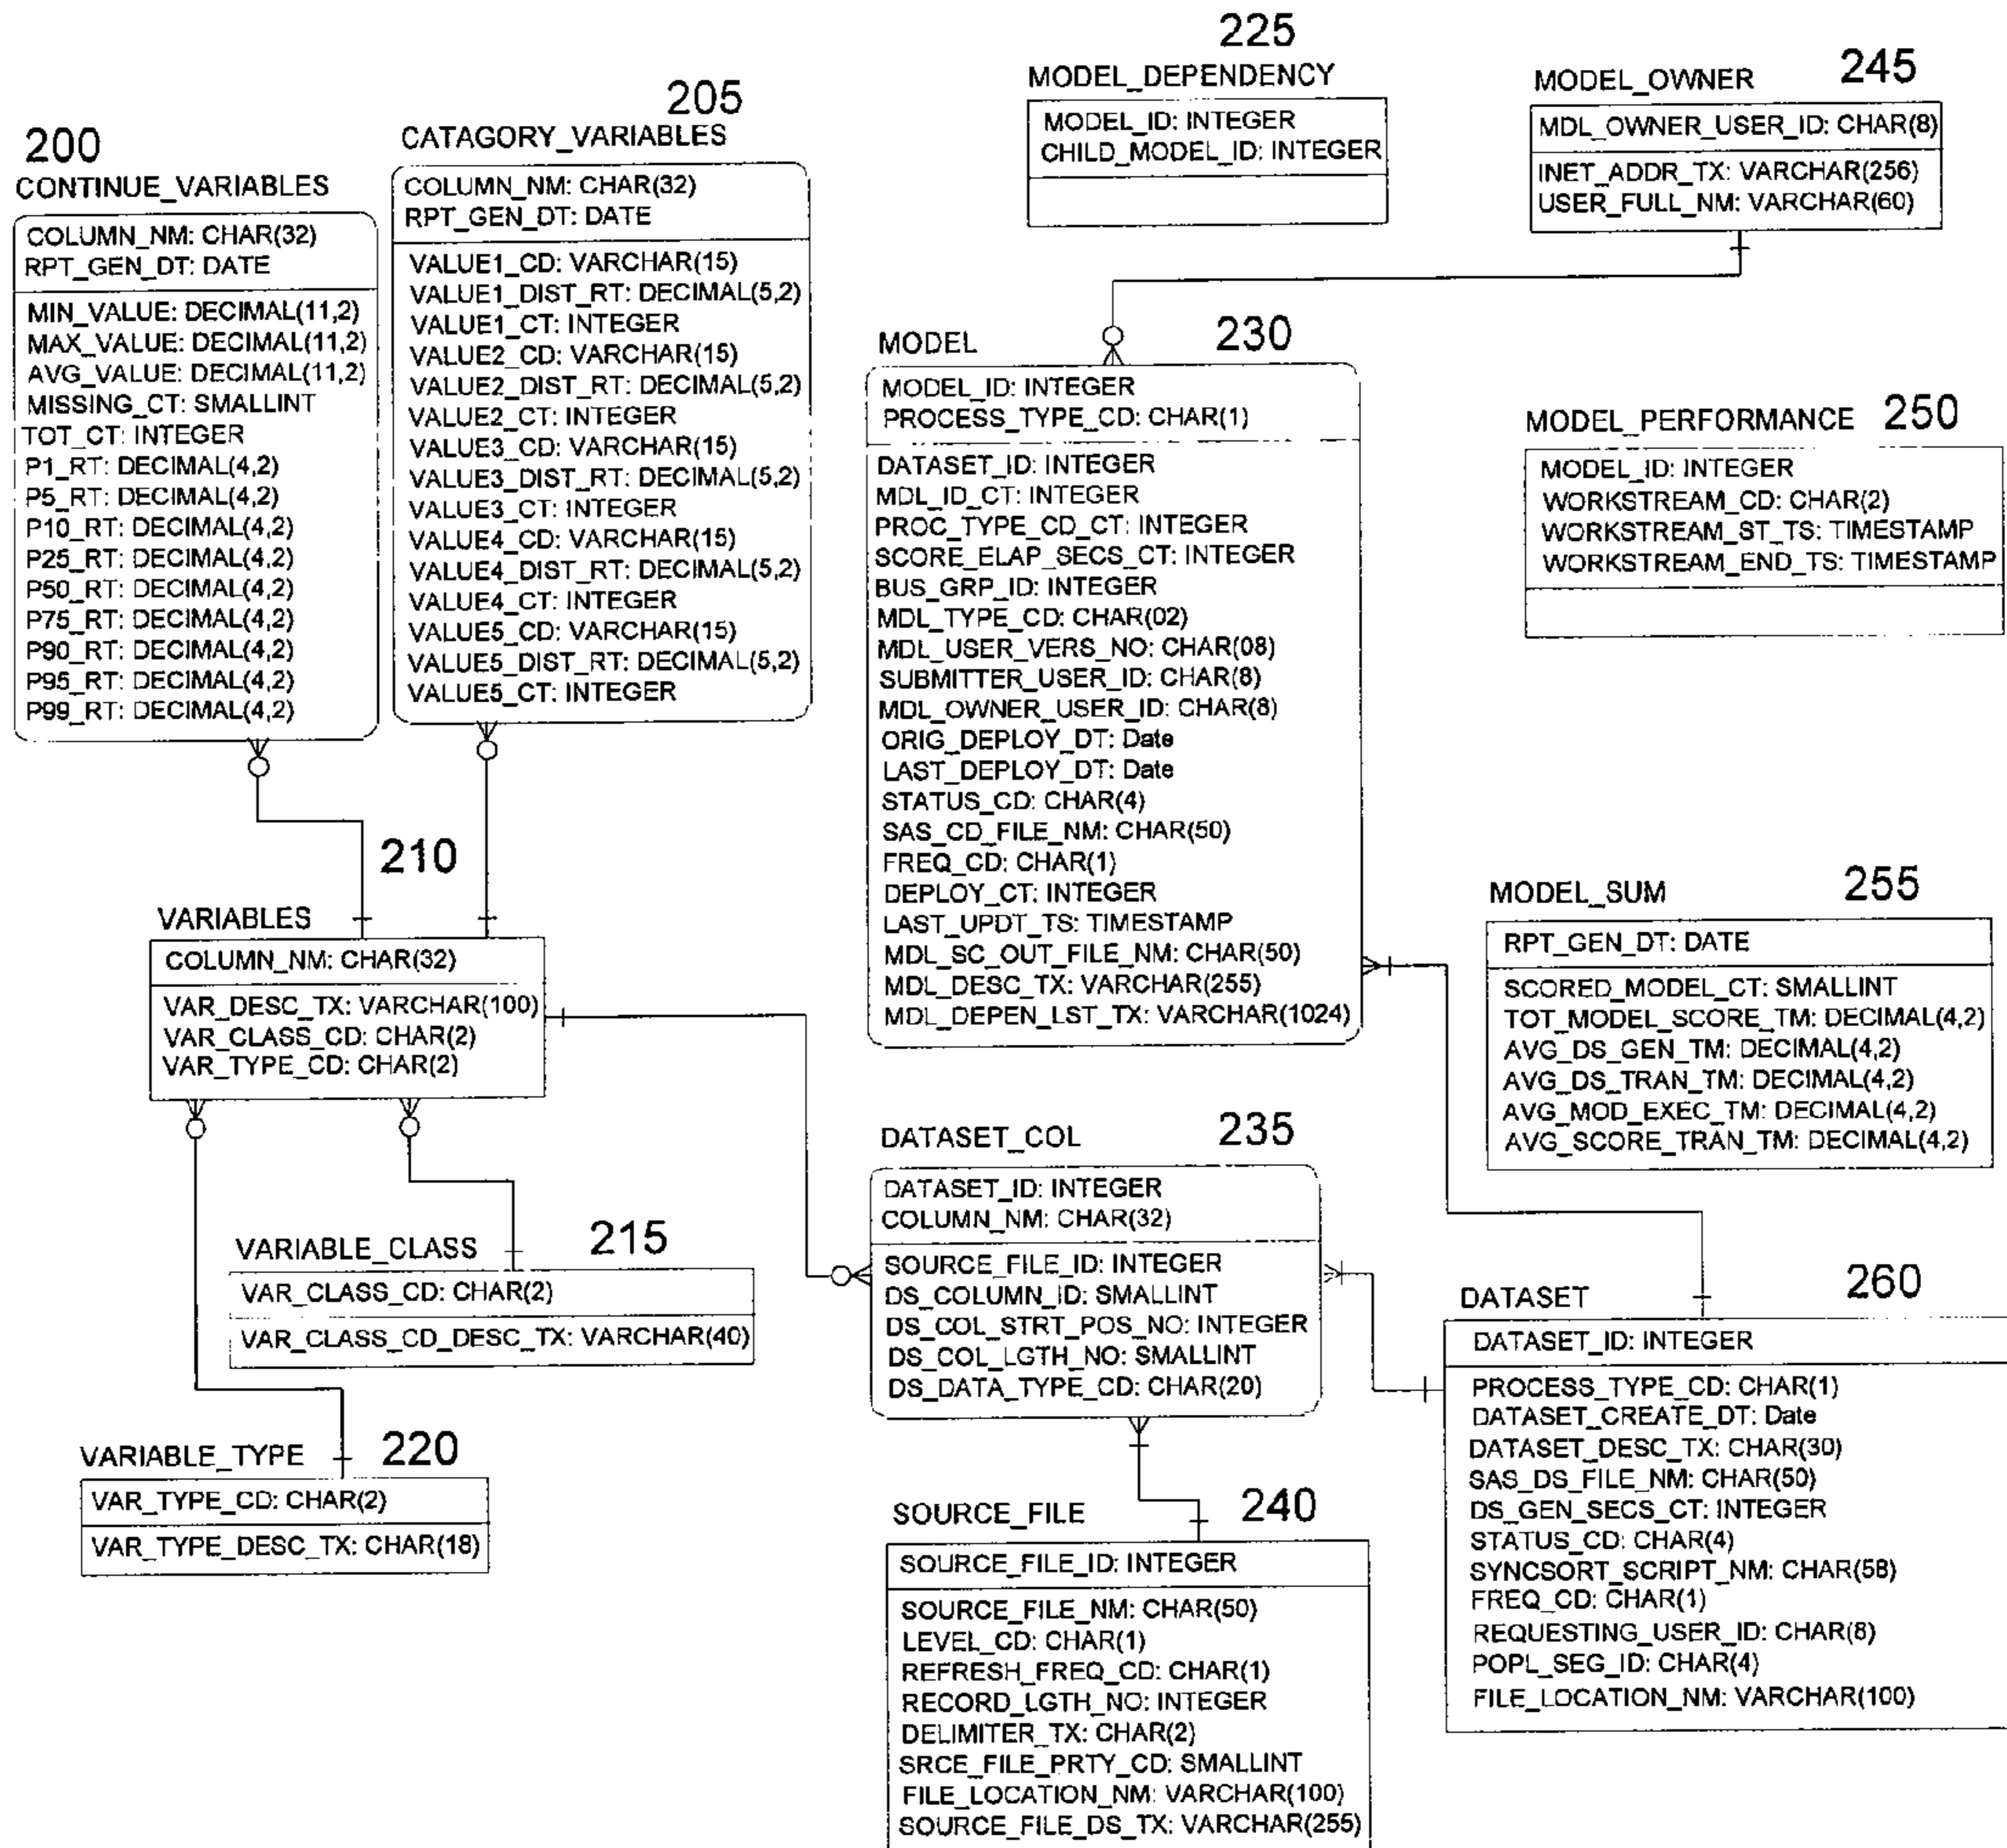 200
CONTINUE_VARIABLES
COLUMN_NM: CHAR(32)
RPT_GEN_DT: DATE
MIN_VALUE: DECIMAL(11,2)
MAX_VALUE: DECIMAL(11,2)
AVG_VALUE: DECIMAL(11,2)
MISSING_CT: SMALLINT
TOT_CT: INTEGER
P1_RT: DECIMAL(4,2)
P5_RT: DECIMAL(4,2)
P10_RT: DECIMAL(4,2)
P25_RT: DECIMAL(4,2)
P50_RT: DECIMAL(4,2)
P75_RT: DECIMAL(4,2)
P90_RT: DECIMAL(4,2)
P95_RT: DECIMAL(4,2)
P99_RT: DECIMAL(4,2)
205
CATAGORY_VARIABLES
COLUMN_NM: CHAR(32)
RPT_GEN_DT: DATE
VALUE1_CD: VARCHAR(15)
VALUE1_DIST_RT: DECIMAL(5,2)
VALUE1_CT: INTEGER
VALUE2_CD: VARCHAR(15)
VALUE2_DIST_RT: DECIMAL(5,2)
VALUE2_CT: INTEGER
VALUE3_CD: VARCHAR(15)
VALUE3_DIST_RT: DECIMAL(5,2)
VALUE3_CT: INTEGER
VALUE4_CD: VARCHAR(15)
VALUE4_DIST_RT: DECIMAL(5,2)
VALUE4_CT: INTEGER
VALUE5_CD: VARCHAR(15)
VALUE5_DIST_RT: DECIMAL(5,2)
VALUE5_CT: INTEGER
225
MODEL_DEPENDENCY
MODEL_ID: INTEGER
CHILD_MODEL_ID: INTEGER
MODEL_OWNER 245
MDL_OWNER_USER_ID: CHAR(8)
INET_ADDR_TX: VARCHAR(256)
USER_FULL_NM: VARCHAR(60)
MODEL 230
MODEL_ID: INTEGER
PROCESS_TYPE_CD: CHAR(1)
DATASET_ID: INTEGER
MDL_ID_CT: INTEGER
PROC_TYPE_CD_CT: INTEGER
SCORE_ELAP_SECS_CT: INTEGER
BUS_GRP_ID: INTEGER
MDL_TYPE_CD: CHAR(02)
MDL_USER_VERS_NO: CHAR(08)
SUBMITTER_USER_ID: CHAR(8)
MDL_OWNER_USER_ID: CHAR(8)
ORIG_DEPLOY_DT: Date
LAST_DEPLOY_DT: Date
STATUS_CD: CHAR(4)
SAS_CD_FILE_NM: CHAR(50)
FREQ_CD: CHAR(1)
DEPLOY_CT: INTEGER
LAST_UPDT_TS: TIMESTAMP
MDL_SC_OUT_FILE_NM: CHAR(50)
MDL_DESC_TX: VARCHAR(255)
MDL_DEPEN_LST_TX: VARCHAR(1024)
MODEL_PERFORMANCE 250
MODEL_ID: INTEGER
WORKSTREAM_CD: CHAR(2)
WORKSTREAM_ST_TS: TIMESTAMP
WORKSTREAM_END_TS: TIMESTAMP
210
VARIABLES
COLUMN_NM: CHAR(32)
VAR_DESC_TX: VARCHAR(100)
VAR_CLASS_CD: CHAR(2)
VAR_TYPE_CD: CHAR(2)
MODEL_SUM 255
RPT_GEN_DT: DATE
SCORED_MODEL_CT: SMALLINT
TOT_MODEL_SCORE_TM: DECIMAL(4,2)
AVG_DS_GEN_TM: DECIMAL(4,2)
AVG_DS_TRAN_TM: DECIMAL(4,2)
AVG_MOD_EXEC_TM: DECIMAL(4,2)
AVG_SCORE_TRAN_TM: DECIMAL(4,2)
VARIABLE_CLASS 215
VAR_CLASS_CD: CHAR(2)
VAR_CLASS_CD_DESC_TX: VARCHAR(40)
VARIABLE_TYPE 220
VAR_TYPE_CD: CHAR(2)
VAR_TYPE_DESC_TX: CHAR(18)
DATASET_COL 235
DATASET_ID: INTEGER
COLUMN_NM: CHAR(32)
SOURCE_FILE_ID: INTEGER
DS_COLUMN_ID: SMALLINT
DS_COL_STRT_POS_NO: INTEGER
DS_COL_LGTH_NO: SMALLINT
DS_DATA_TYPE_CD: CHAR(20)
SOURCE_FILE 240
SOURCE_FILE_ID: INTEGER
SOURCE_FILE_NM: CHAR(50)
LEVEL_CD: CHAR(1)
REFRESH_FREQ_CD: CHAR(1)
RECORD_LGTH_NO: INTEGER
DELIMITER_TX: CHAR(2)
SRCE_FILE_PRTY_CD: SMALLINT
FILE_LOCATION_NM: VARCHAR(100)
SOURCE_FILE_DS_TX: VARCHAR(255)
DATASET 260
DATASET_ID: INTEGER
PROCESS_TYPE_CD: CHAR(1)
DATASET_CREATE_DT: Date
DATASET_DESC_TX: CHAR(30)
SAS_DS_FILE_NM: CHAR(50)
DS_GEN_SECS_CT: INTEGER
STATUS_CD: CHAR(4)
SYNCSORT_SCRIPT_NM: CHAR(58)
FREQ_CD: CHAR(1)
REQUESTING_USER_ID: CHAR(8)
POPL_SEG_ID: CHAR(4)
FILE_LOCATION_NM: VARCHAR(100)